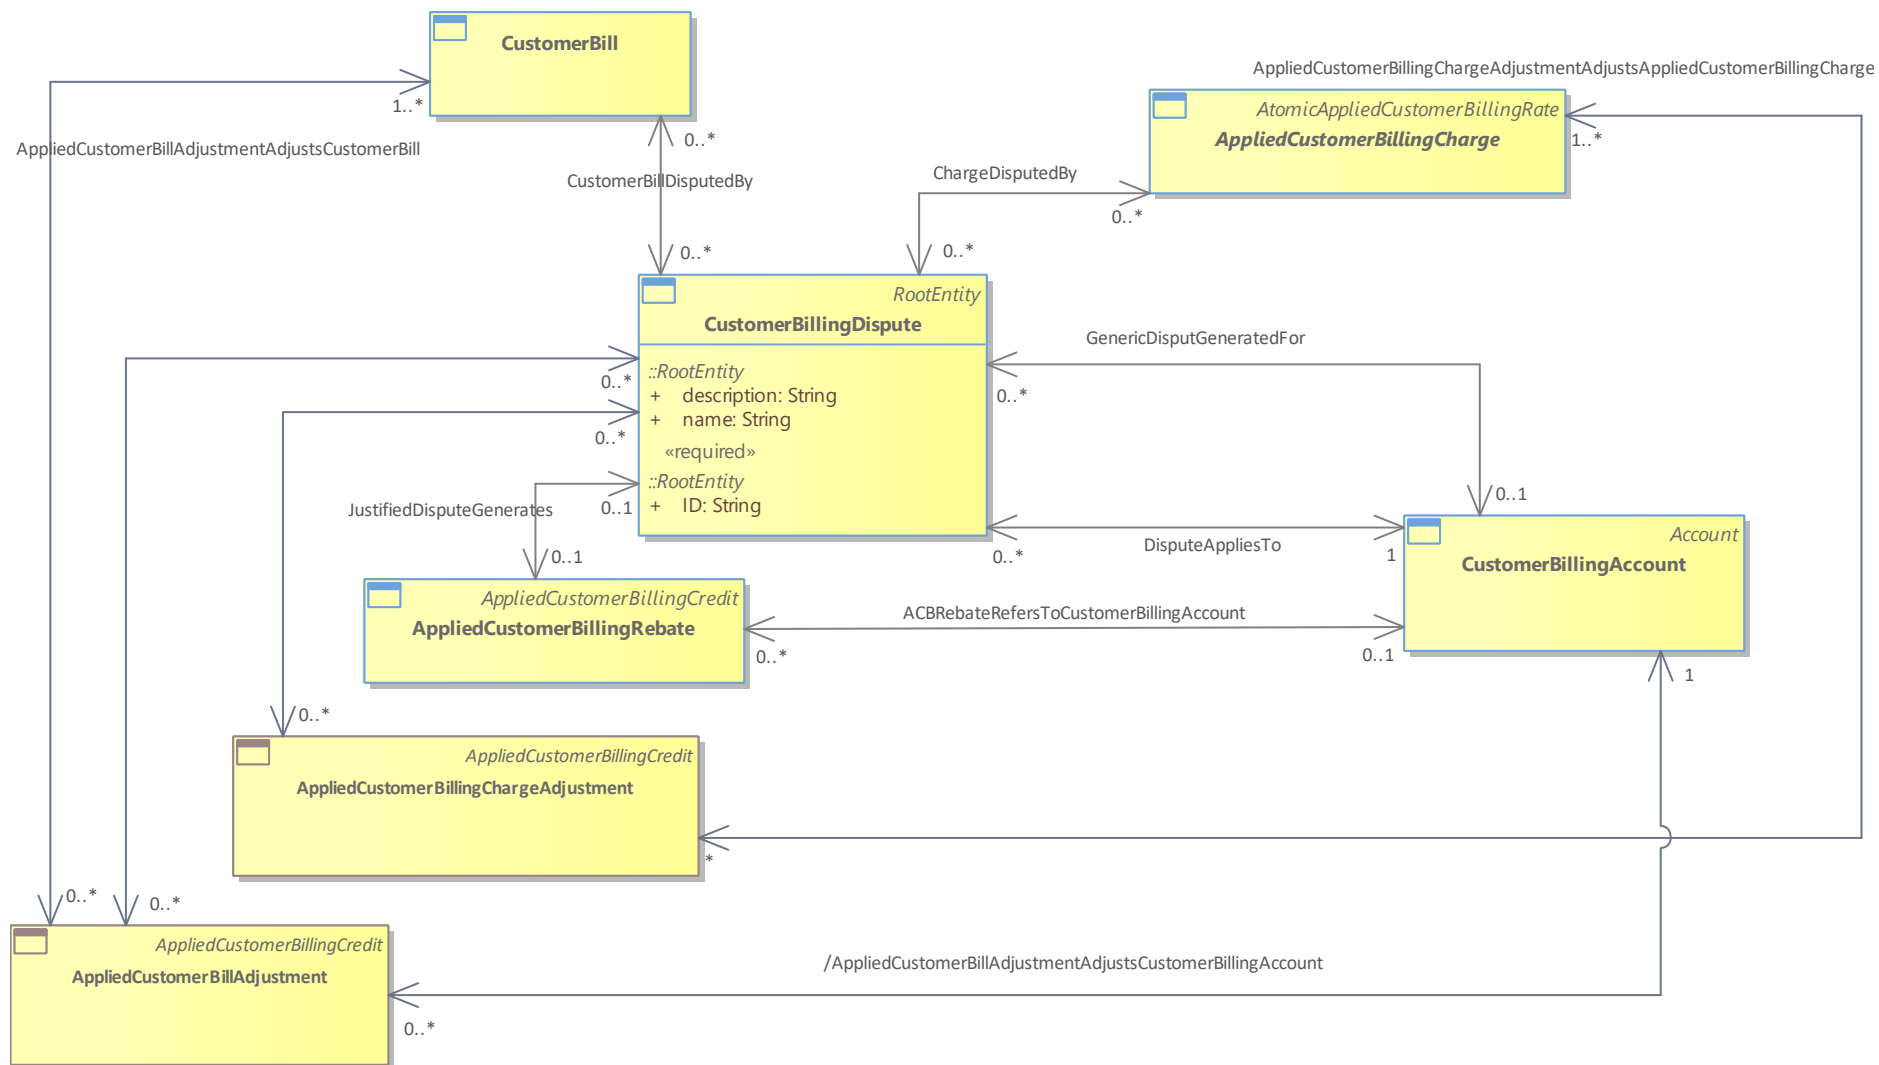 CustomerBill
AppliedCustomerBillingChargeAdjustmentAdjustsAppliedCustomerBillingCharge
1..*
AtomicAppliedCustomerBillingRate
AppliedCustomerBillingCharge
1..*
0..*
AppliedCustomerBillAdjustmentAdjustsCustomerBill
CustomerBillDisputedBy
ChargeDisputedBy
0..*
0..*
0..*
RootEntity
CustomerBillingDispute
GenericDisputGeneratedFor
::RootEntity
+ description: String
+ name: String
«required»
::RootEntity
+ ID: String
0..*
0..*
0..*
0..1
JustifiedDisputeGenerates
0..1
0..1
0..*
DisputeAppliesTo
1
Account
CustomerBillingAccount
AppliedCustomerBillingCredit
AppliedCustomerBillingRebate
ACBRebateRefersToCustomerBillingAccount
0..*
0..1
1
0..*
AppliedCustomerBillingCredit
AppliedCustomerBillingChargeAdjustment
*
0..*
0..*
AppliedCustomerBillingCredit
AppliedCustomerBillAdjustment
/AppliedCustomerBillAdjustmentAdjustsCustomerBillingAccount
0..*